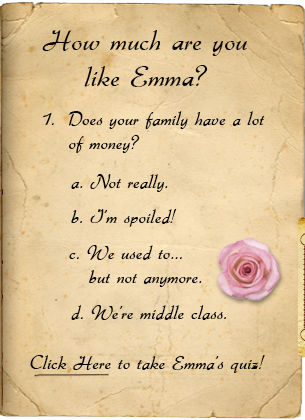 How much are you
like Emma?
1. Does your family have a lot
of money?
a. Not really.
b. I'm spoiled!
c. We used to...
but not anymore.
d. We're middle class.
Click Here to take Emma's quiz!